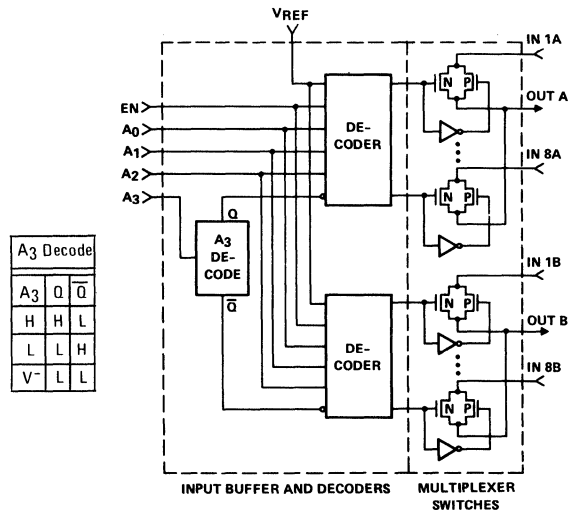 VREF
IN 1A
EN
A0
A1
A2
A3
DE-
CODER
N P
OUT A
IN 8A
N P
Q
A3
DE-
CODE
Q̅
A3 Decode
A3 Q Q̅
H H L
L L H
V- L L
IN 1B
DE-
CODER
N P
OUT B
IN 8B
N P
INPUT BUFFER AND DECODERS
MULTIPLEXER
SWITCHES